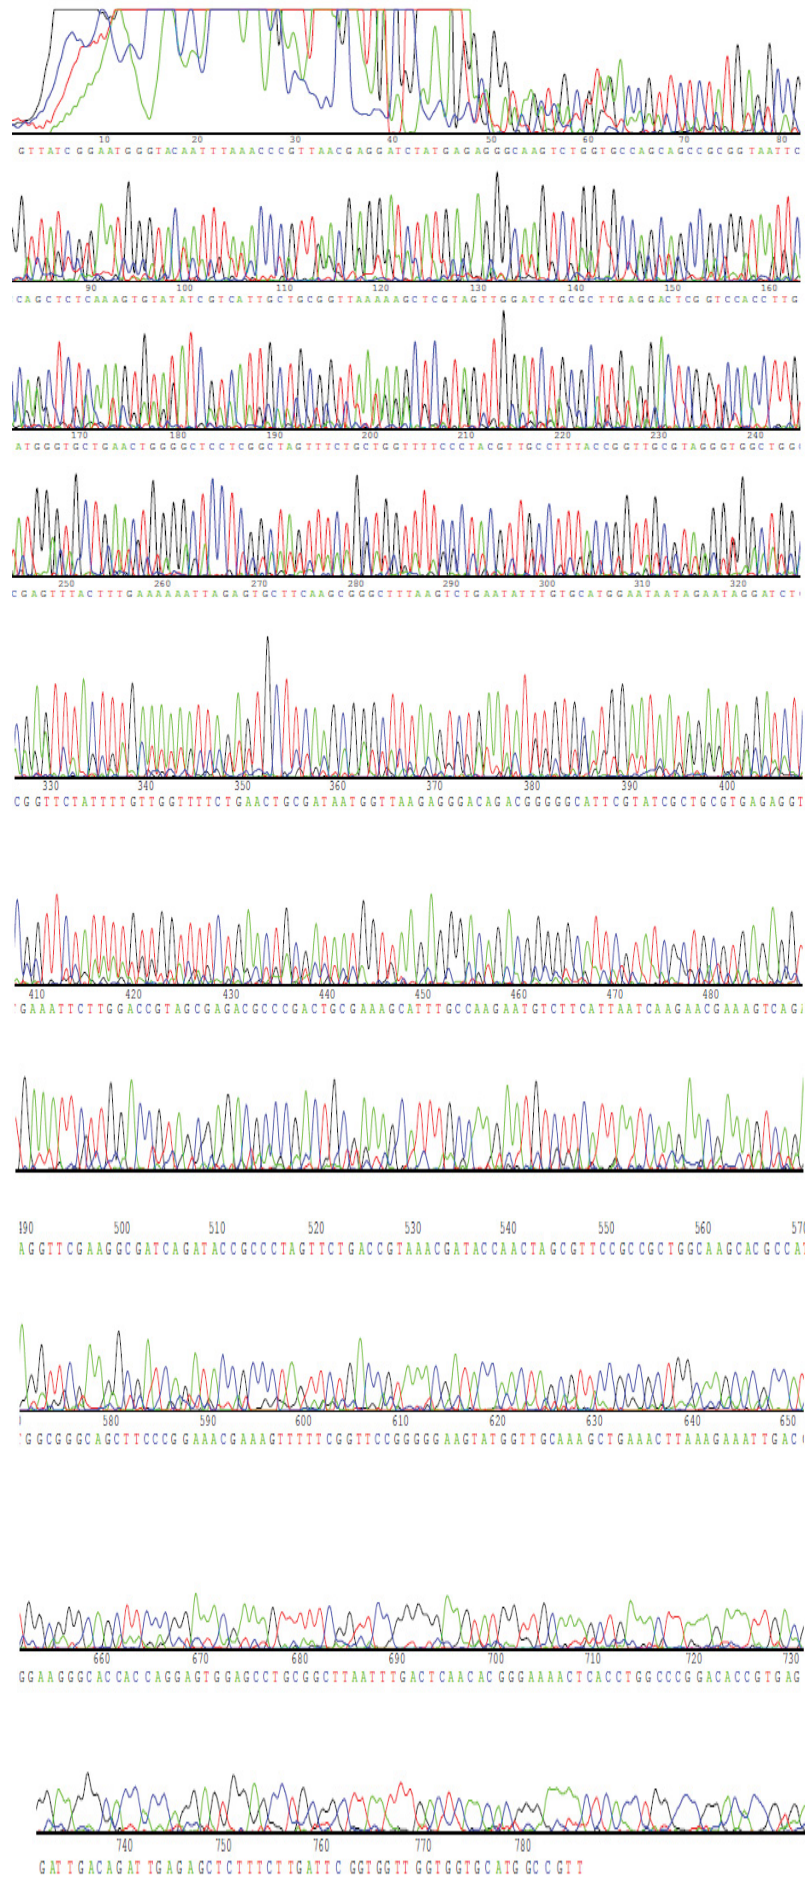 10 20 30 40 50 60 70 80
GTTATCGGAATGGGTACAATTTAAACCCGTTAACGAGGATCTATGAGAGGGCAAGTCTGGTGCCAGCAGCCGCGGTAATTC
90 100 110 120 130 140 150 160
CAGCTCTCAAAGTGTATATCGTCATTGCTGCGGTTAAAAAGCTCGTAGTTGGATCTGCGCTTGAGGACTCGGTCCACCTTG
170 180 190 200 210 220 230 240
ATGGGTGCTGAACTGGGGCTCCTCGGCTAGTTTCTGCTGGTTTTCCCTACGTTGCCTTTACCGGTTGCGTAGGGTGGCTGG
250 260 270 280 290 300 310 320
CGAGTTTACTTTGAAAAAATTAGAGTGCTTCAAGCGGGCTTTAAGTCTGAATATTTGTGCATGGAATAATAGAATAGGATCT
330 340 350 360 370 380 390 400
CGGTTCTATTTTGTTGGTTTTCTGAACTGCGATAATGGTTAAGAGGGACAGACGGGGGCATTCGTATCGCTGCGTGAGAGGT
410 420 430 440 450 460 470 480
GAAATTCTTGGACCGTAGCGAGACGCCCGACTGCGAAAGCATTTGCCAAGAATGTCTTCATTAATCAAGAACGAAAGTCAG
490 500 510 520 530 540 550 560 570
AGGTTCGAAGGCGATCAGATACCGCCCTAGTTCTGACCGTAAACGATACCAACTAGCGTTCCGCCGCTGGCAAGCACGCCAT
580 590 600 610 620 630 640 650
GGCGGGCAGCTTCCCGGAAACGAAAGTTTTTCGGTTCCGGGGGAAGTATGGTTGCAAAGCTGAAACTTAAAGAAATTGAC
660 670 680 690 700 710 720 730
GGAAGGGCACCACCAGGAGTGGAGCCTGCGGCTTAATTTGACTCAACACGGGAAAACTCACCTGGCCCGGACACCGTGAG
740 750 760 770 780
GATTGACAGATTGAGAGCTCTTTCTTGATTC GGTGGTTGGTGGTGCATGGCCGTT